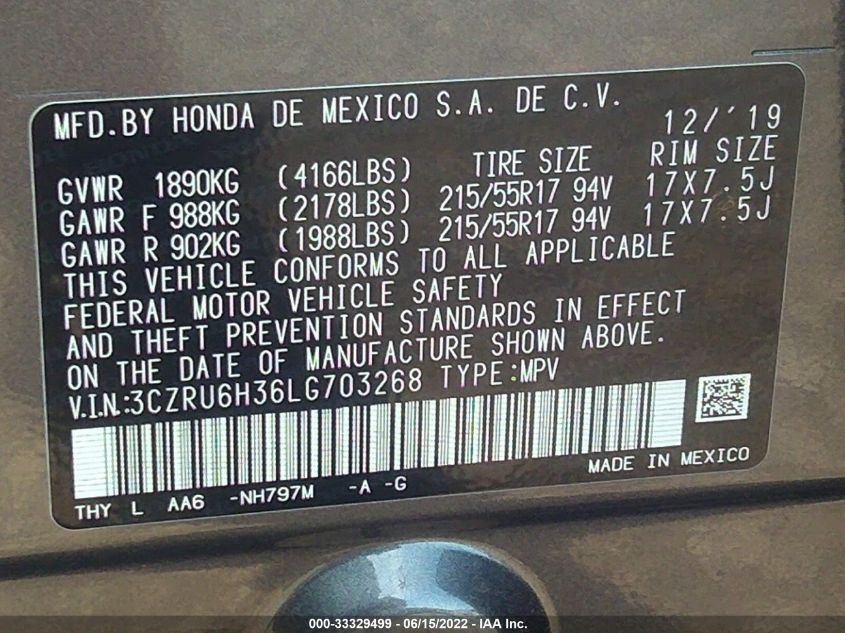 MFD.BY HONDA DE MEXICO S.A. DE C.V.
12/'19
GVWR 1890KG (4166LBS) TIRE SIZE RIM SIZE
GAWR F 988KG (2178LBS) 215/55R17 94V 17X7.5J
GAWR R 902KG (1988LBS) 215/55R17 94V 17X7.5J
THIS VEHICLE CONFORMS TO ALL APPLICABLE
FEDERAL MOTOR VEHICLE SAFETY
AND THEFT PREVENTION STANDARDS IN EFFECT
ON THE DATE OF MANUFACTURE SHOWN ABOVE.
V.I.N.:3CZRU6H36LG703268 TYPE:MPV
MADE IN MEXICO
THY L AA6 -NH797M -A -G
000-33329499 - 06/15/2022 - IAA Inc.